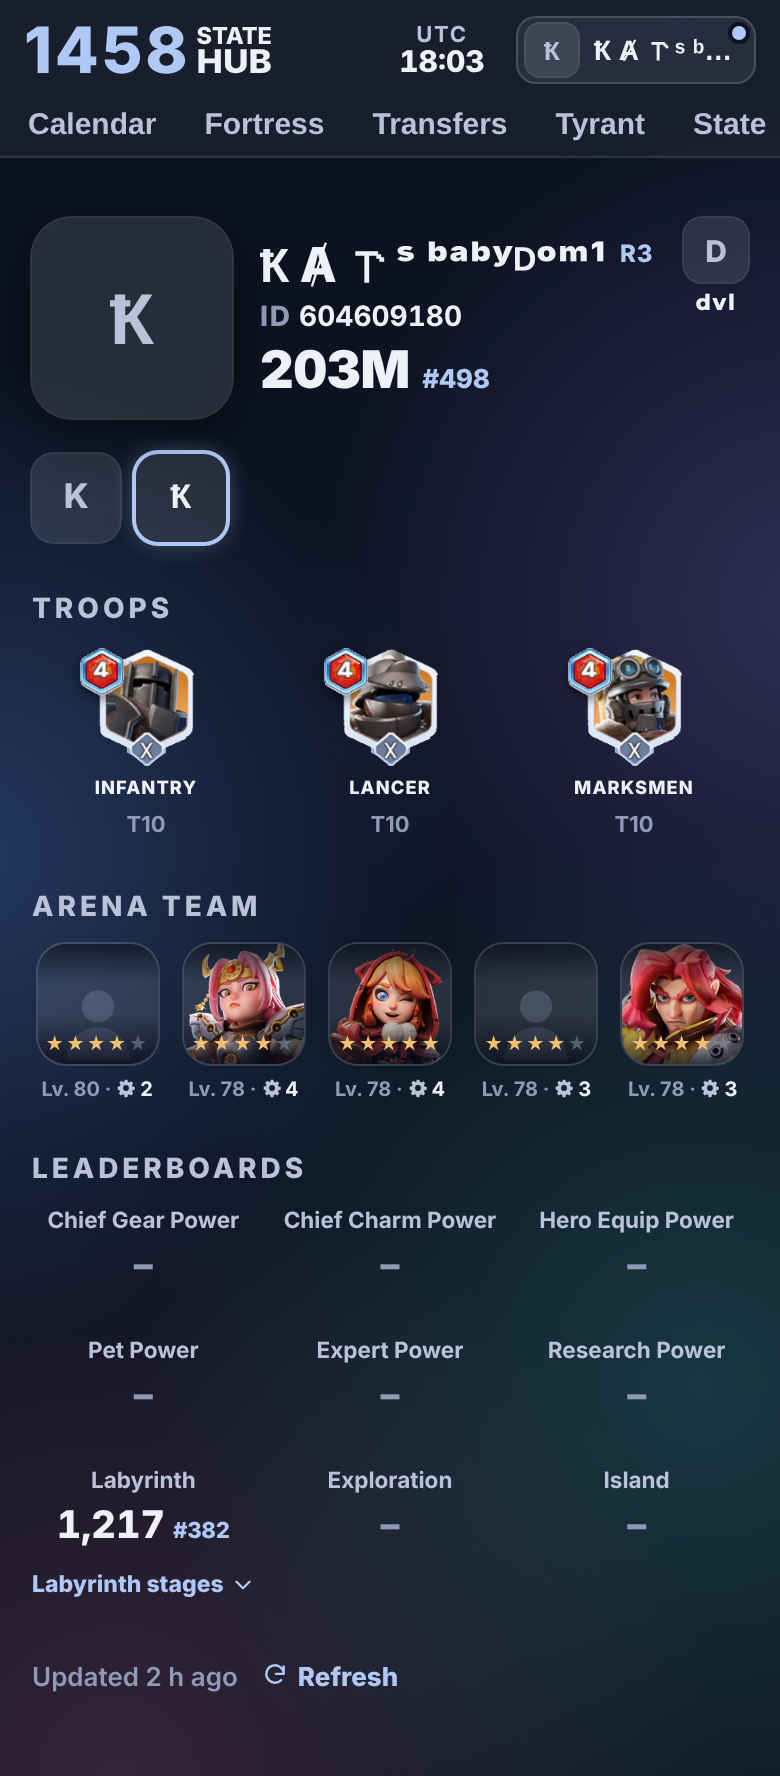 1458 STATE HUB
UTC
18:03
K
Ҟ Ⱥ Ͳ ˢ ᵇ...
Calendar Fortress Transfers Tyrant State
Ҟ
Ҟ Ⱥ Ͳ ˢ ᵇᵃᵇʸDᵒᵐ1 R3
D
dvl
ID 604609180
203M #498
K
Ҟ
TROOPS
4 X
4 X
4 X
INFANTRY LANCER MARKSMEN
T10 T10 T10
ARENA TEAM
Lv. 80 · 2
Lv. 78 · 4
Lv. 78 · 4
Lv. 78 · 3
Lv. 78 · 3
LEADERBOARDS
Chief Gear Power Chief Charm Power Hero Equip Power
– – –
Pet Power Expert Power Research Power
– – –
Labyrinth Exploration Island
1,217 #382 – –
Labyrinth stages
Updated 2 h ago Refresh